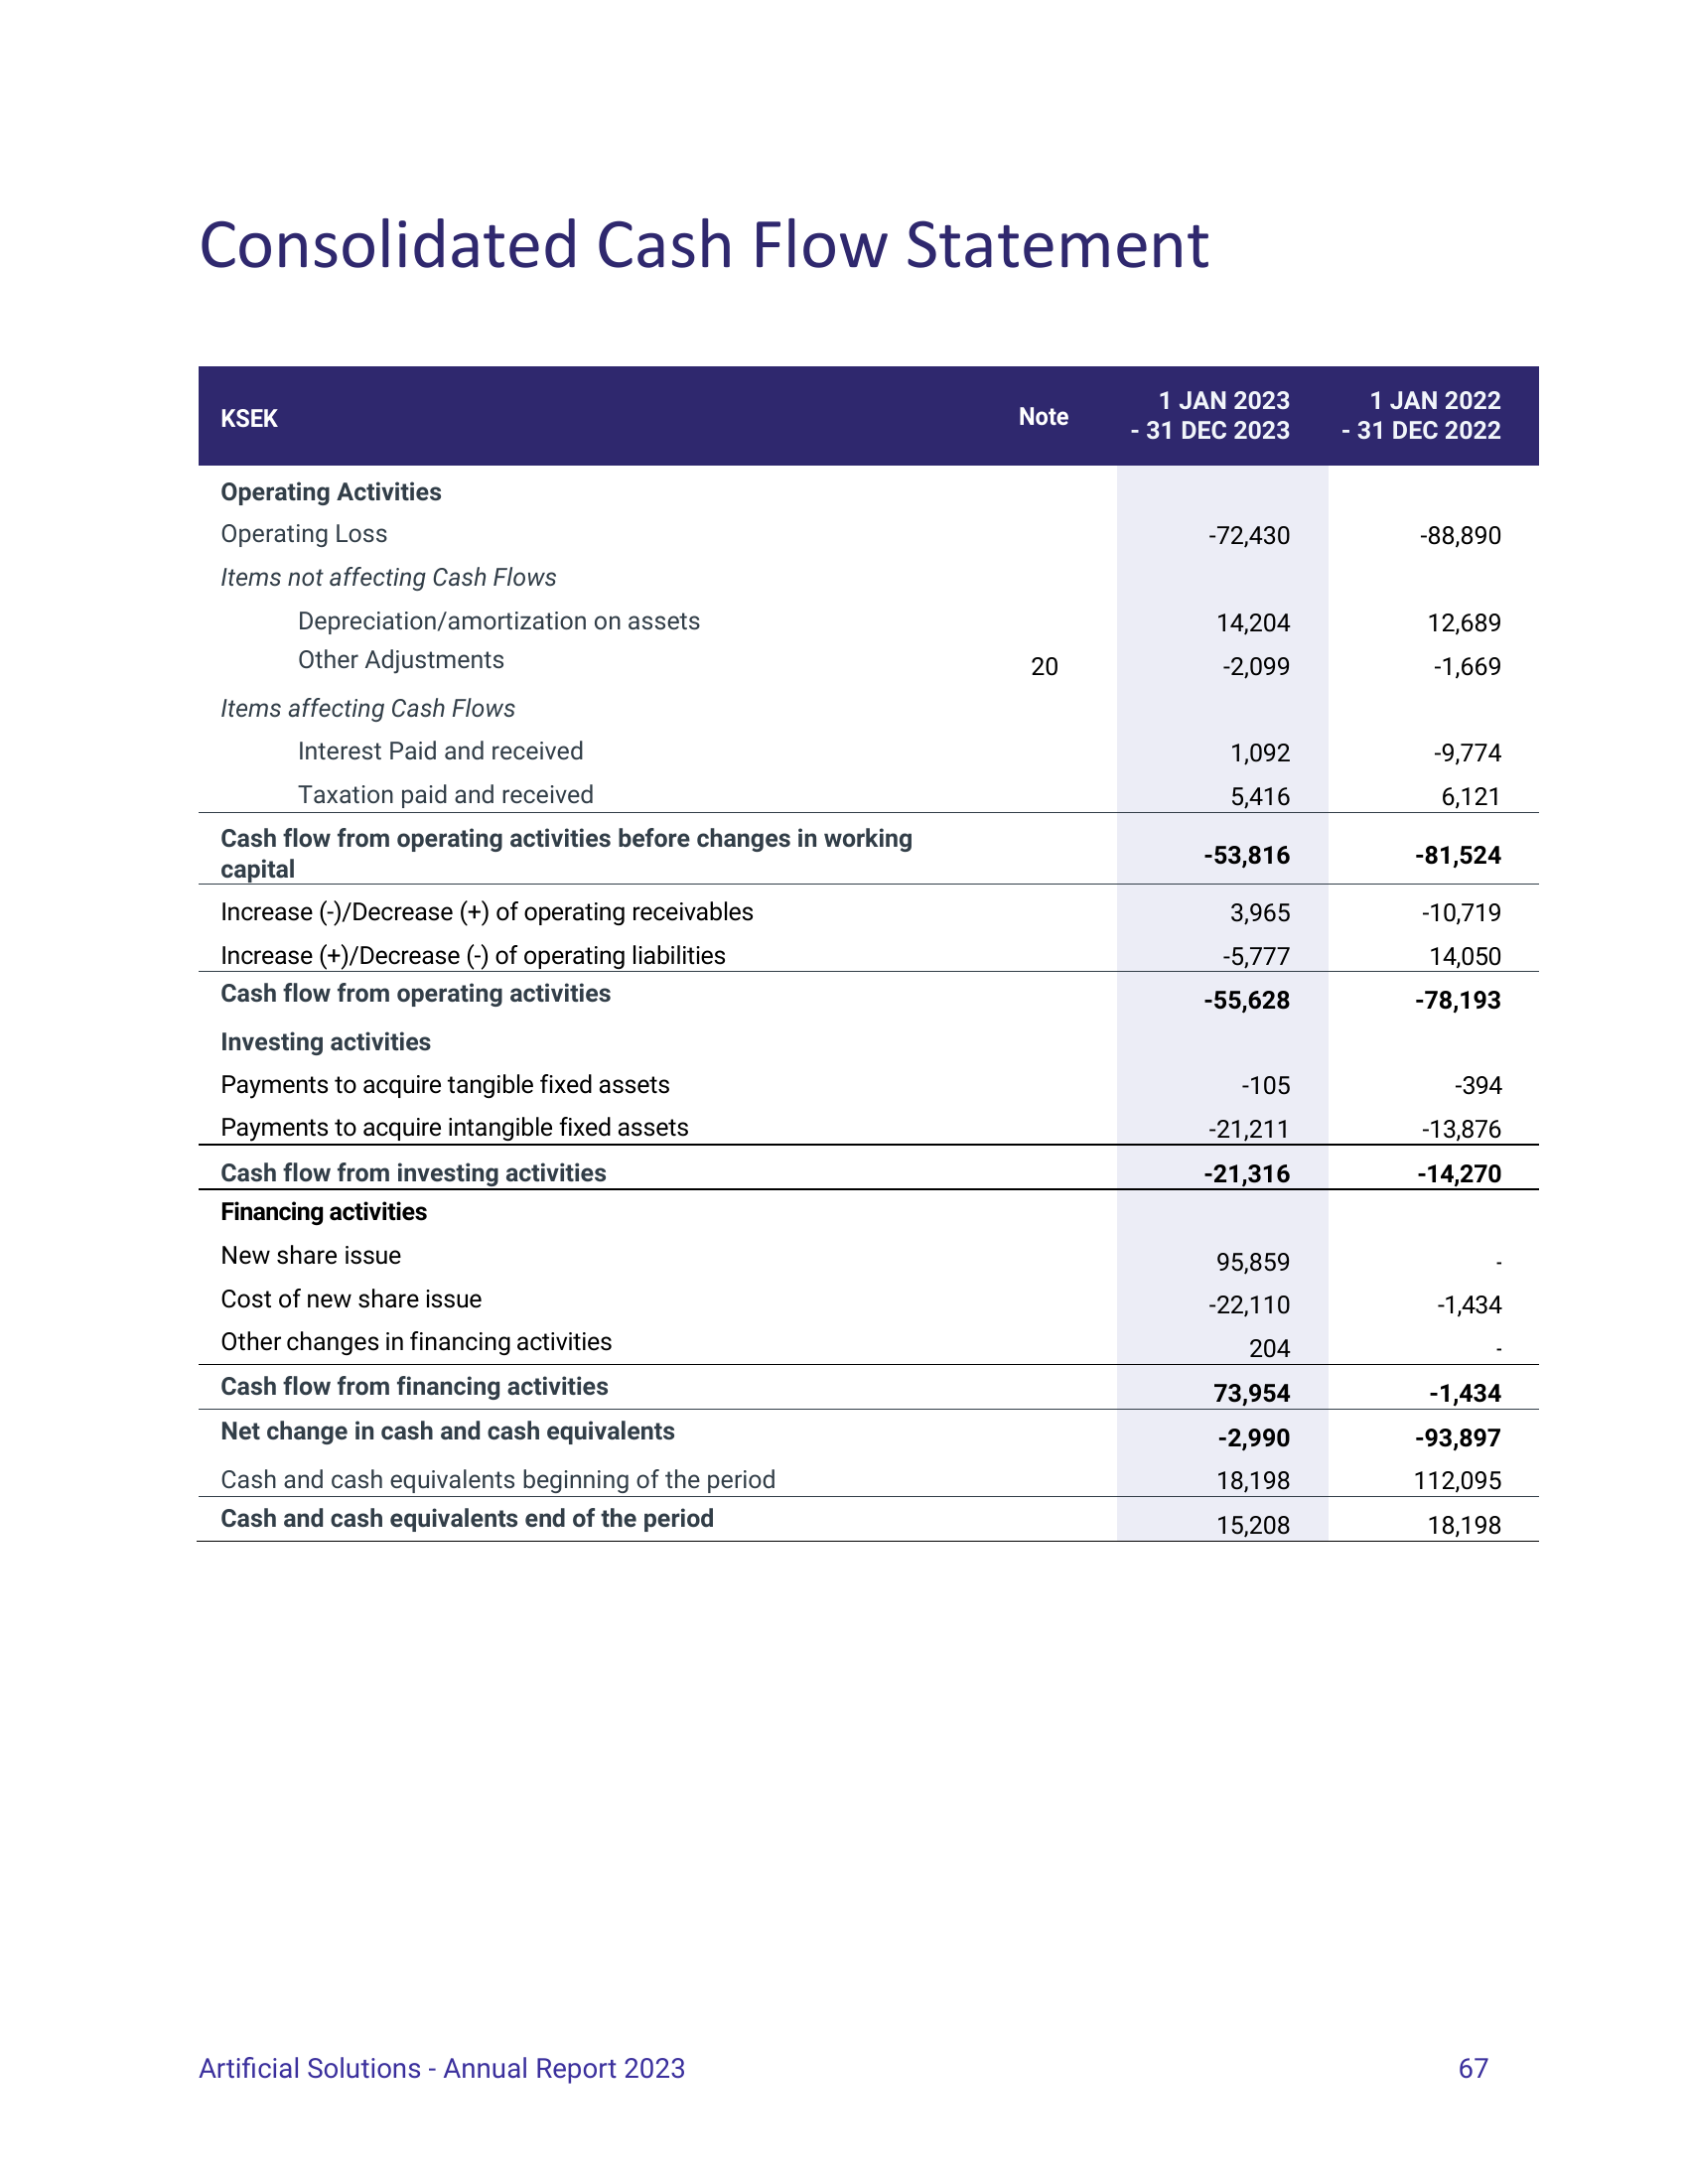 Consolidated Cash Flow Statement
KSEK Note 1 JAN 2023 - 31 DEC 2023 1 JAN 2022 - 31 DEC 2022
Operating Activities
Operating Loss -72,430 -88,890
Items not affecting Cash Flows
Depreciation/amortization on assets 14,204 12,689
Other Adjustments 20 -2,099 -1,669
Items affecting Cash Flows
Interest Paid and received 1,092 -9,774
Taxation paid and received 5,416 6,121
Cash flow from operating activities before changes in working capital -53,816 -81,524
Increase (-)/Decrease (+) of operating receivables 3,965 -10,719
Increase (+)/Decrease (-) of operating liabilities -5,777 14,050
Cash flow from operating activities -55,628 -78,193
Investing activities
Payments to acquire tangible fixed assets -105 -394
Payments to acquire intangible fixed assets -21,211 -13,876
Cash flow from investing activities -21,316 -14,270
Financing activities
New share issue 95,859 -
Cost of new share issue -22,110 -1,434
Other changes in financing activities 204 -
Cash flow from financing activities 73,954 -1,434
Net change in cash and cash equivalents -2,990 -93,897
Cash and cash equivalents beginning of the period 18,198 112,095
Cash and cash equivalents end of the period 15,208 18,198
Artificial Solutions - Annual Report 2023 67